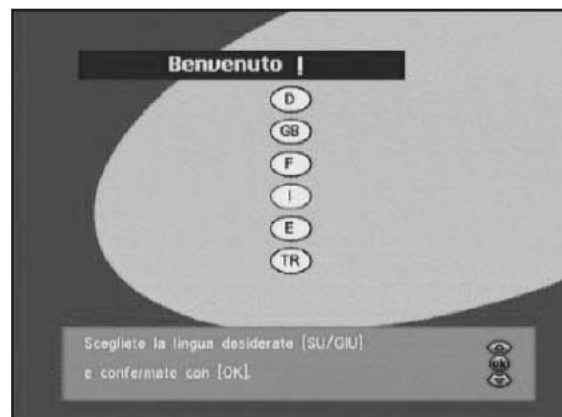 Benvenuto !
D
GB
F
I
E
TR
Scegliete la lingua desiderate [SU/GIU]
e confermate con [OK].
ok